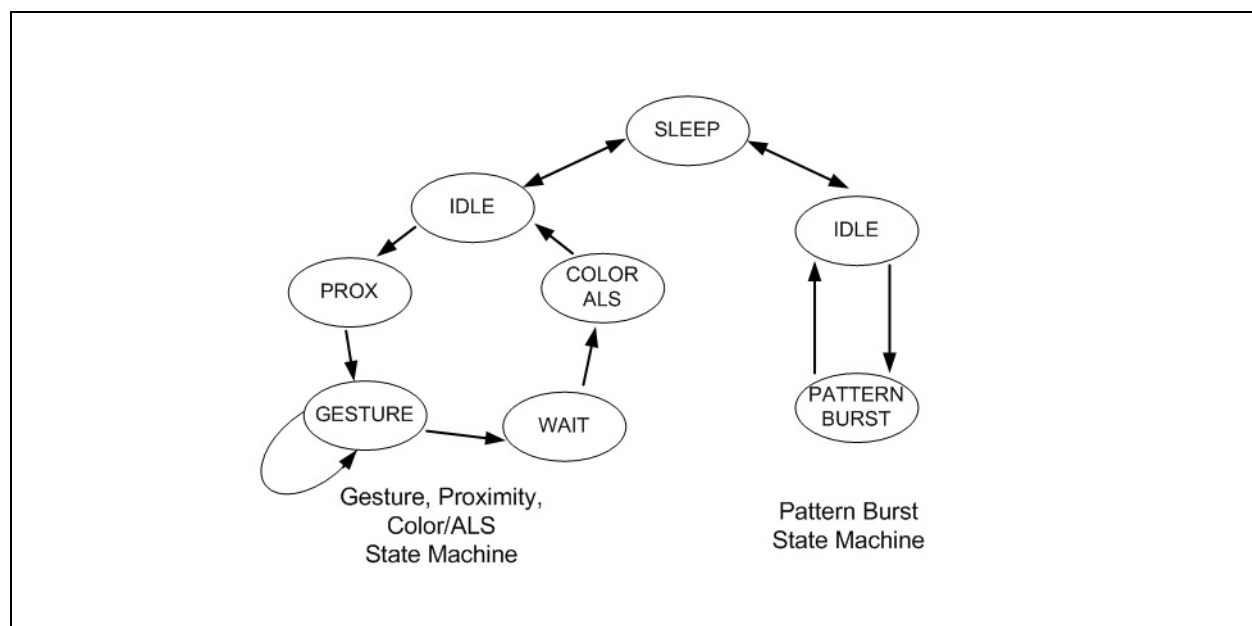 SLEEP
IDLE
IDLE
PROX
COLOR
ALS
GESTURE
WAIT
PATTERN
BURST
Gesture, Proximity,
Color/ALS
State Machine
Pattern Burst
State Machine